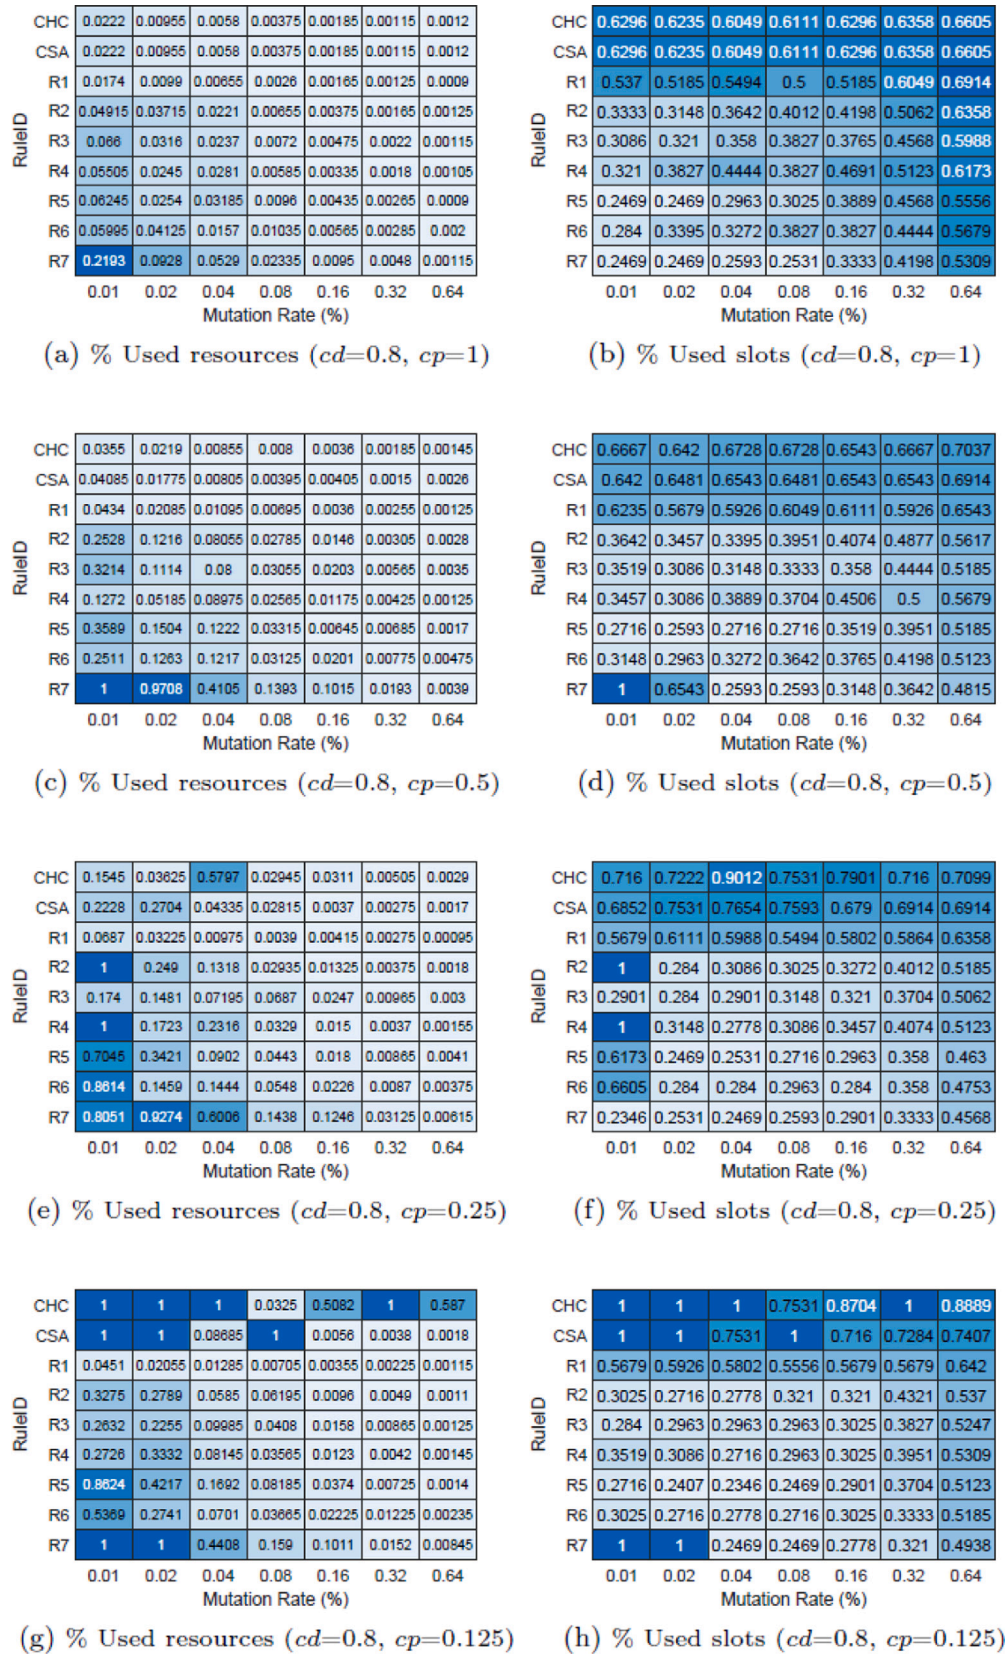 CHC 0.0222 0.00955 0.0058 0.00375 0.00185 0.00115 0.0012
CSA 0.0222 0.00955 0.0058 0.00375 0.00185 0.00115 0.0012
R1 0.0174 0.0099 0.00655 0.0026 0.00165 0.00125 0.0009
R2 0.04915 0.03715 0.0221 0.00655 0.00375 0.00165 0.00125
R3 0.066 0.0316 0.0237 0.0072 0.00475 0.0022 0.00115
R4 0.05505 0.0245 0.0281 0.00585 0.00335 0.0018 0.00105
R5 0.06245 0.0254 0.03185 0.0096 0.00435 0.00265 0.0009
R6 0.05995 0.04125 0.0157 0.01035 0.00565 0.00285 0.002
R7 0.2193 0.0928 0.0529 0.02335 0.0095 0.0048 0.00115
RuleID
0.01 0.02 0.04 0.08 0.16 0.32 0.64
Mutation Rate (%)
(a) % Used resources (cd=0.8, cp=1)
CHC 0.6296 0.6235 0.6049 0.6111 0.6296 0.6358 0.6605
CSA 0.6296 0.6235 0.6049 0.6111 0.6296 0.6358 0.6605
R1 0.537 0.5185 0.5494 0.5 0.5185 0.6049 0.6914
R2 0.3333 0.3148 0.3642 0.4012 0.4198 0.5062 0.6358
R3 0.3086 0.321 0.358 0.3827 0.3765 0.4568 0.5988
R4 0.321 0.3827 0.4444 0.3827 0.4691 0.5123 0.6173
R5 0.2469 0.2469 0.2963 0.3025 0.3889 0.4568 0.5556
R6 0.284 0.3395 0.3272 0.3827 0.3827 0.4444 0.5679
R7 0.2469 0.2469 0.2593 0.2531 0.3333 0.4198 0.5309
RuleID
0.01 0.02 0.04 0.08 0.16 0.32 0.64
Mutation Rate (%)
(b) % Used slots (cd=0.8, cp=1)
CHC 0.0355 0.0219 0.00855 0.008 0.0036 0.00185 0.00145
CSA 0.04085 0.01775 0.00805 0.00395 0.00405 0.0015 0.0026
R1 0.0434 0.02085 0.01095 0.00695 0.0036 0.00255 0.00125
R2 0.2528 0.1216 0.08055 0.02785 0.0146 0.00305 0.0028
R3 0.3214 0.1114 0.08 0.03055 0.0203 0.00565 0.0035
R4 0.1272 0.05185 0.08975 0.02565 0.01175 0.00425 0.00125
R5 0.3589 0.1504 0.1222 0.03315 0.00645 0.00685 0.0017
R6 0.2511 0.1263 0.1217 0.03125 0.0201 0.00775 0.00475
R7 1 0.9708 0.4105 0.1393 0.1015 0.0193 0.0039
RuleID
0.01 0.02 0.04 0.08 0.16 0.32 0.64
Mutation Rate (%)
(c) % Used resources (cd=0.8, cp=0.5)
CHC 0.6667 0.642 0.6728 0.6728 0.6543 0.6667 0.7037
CSA 0.642 0.6481 0.6543 0.6481 0.6543 0.6543 0.6914
R1 0.6235 0.5679 0.5926 0.6049 0.6111 0.5926 0.6543
R2 0.3642 0.3457 0.3395 0.3951 0.4074 0.4877 0.5617
R3 0.3519 0.3086 0.3148 0.3333 0.358 0.4444 0.5185
R4 0.3457 0.3086 0.3889 0.3704 0.4506 0.5 0.5679
R5 0.2716 0.2593 0.2716 0.2716 0.3519 0.3951 0.5185
R6 0.3148 0.2963 0.3272 0.3642 0.3765 0.4198 0.5123
R7 1 0.6543 0.2593 0.2593 0.3148 0.3642 0.4815
RuleID
0.01 0.02 0.04 0.08 0.16 0.32 0.64
Mutation Rate (%)
(d) % Used slots (cd=0.8, cp=0.5)
CHC 0.1545 0.03625 0.5797 0.02945 0.0311 0.00505 0.0029
CSA 0.2228 0.2704 0.04335 0.02815 0.0037 0.00275 0.0017
R1 0.0687 0.03225 0.00975 0.0039 0.00415 0.00275 0.00095
R2 1 0.249 0.1318 0.02935 0.01325 0.00375 0.0018
R3 0.174 0.1481 0.07195 0.0687 0.0247 0.00965 0.003
R4 1 0.1723 0.2316 0.0329 0.015 0.0037 0.00155
R5 0.7045 0.3421 0.0902 0.0443 0.018 0.00865 0.0041
R6 0.8614 0.1459 0.1444 0.0548 0.0226 0.0087 0.00375
R7 0.8051 0.9274 0.6006 0.1438 0.1246 0.03125 0.00615
RuleID
0.01 0.02 0.04 0.08 0.16 0.32 0.64
Mutation Rate (%)
(e) % Used resources (cd=0.8, cp=0.25)
CHC 0.716 0.7222 0.9012 0.7531 0.7901 0.716 0.7099
CSA 0.6852 0.7531 0.7654 0.7593 0.679 0.6914 0.6914
R1 0.5679 0.6111 0.5988 0.5494 0.5802 0.5864 0.6358
R2 1 0.284 0.3086 0.3025 0.3272 0.4012 0.5185
R3 0.2901 0.284 0.2901 0.3148 0.321 0.3704 0.5062
R4 1 0.3148 0.2778 0.3086 0.3457 0.4074 0.5123
R5 0.6173 0.2469 0.2531 0.2716 0.2963 0.358 0.463
R6 0.6605 0.284 0.284 0.2963 0.284 0.358 0.4753
R7 0.2346 0.2531 0.2469 0.2593 0.2901 0.3333 0.4568
RuleID
0.01 0.02 0.04 0.08 0.16 0.32 0.64
Mutation Rate (%)
(f) % Used slots (cd=0.8, cp=0.25)
CHC 1 1 1 0.0325 0.5082 1 0.587
CSA 1 1 0.08685 1 0.0056 0.0038 0.0018
R1 0.0451 0.02055 0.01285 0.00705 0.00355 0.00225 0.00115
R2 0.3275 0.2789 0.0585 0.06195 0.0096 0.0049 0.0011
R3 0.2632 0.2255 0.09985 0.0408 0.0158 0.00865 0.00125
R4 0.2726 0.3332 0.08145 0.03565 0.0123 0.0042 0.00145
R5 0.8624 0.4217 0.1692 0.08185 0.0374 0.00725 0.0014
R6 0.5369 0.2741 0.0701 0.03665 0.02225 0.01225 0.00235
R7 1 1 0.4408 0.159 0.1011 0.0152 0.00845
RuleID
0.01 0.02 0.04 0.08 0.16 0.32 0.64
Mutation Rate (%)
(g) % Used resources (cd=0.8, cp=0.125)
CHC 1 1 1 0.7531 0.8704 1 0.8889
CSA 1 1 0.7531 1 0.716 0.7284 0.7407
R1 0.5679 0.5926 0.5802 0.5556 0.5679 0.5679 0.642
R2 0.3025 0.2716 0.2778 0.321 0.321 0.4321 0.537
R3 0.284 0.2963 0.2963 0.2963 0.3025 0.3827 0.5247
R4 0.3519 0.3086 0.2716 0.2963 0.3025 0.3951 0.5309
R5 0.2716 0.2407 0.2346 0.2469 0.2901 0.3704 0.5123
R6 0.3025 0.2716 0.2778 0.2716 0.3025 0.3333 0.5185
R7 1 1 0.2469 0.2469 0.2778 0.321 0.4938
RuleID
0.01 0.02 0.04 0.08 0.16 0.32 0.64
Mutation Rate (%)
(h) % Used slots (cd=0.8, cp=0.125)